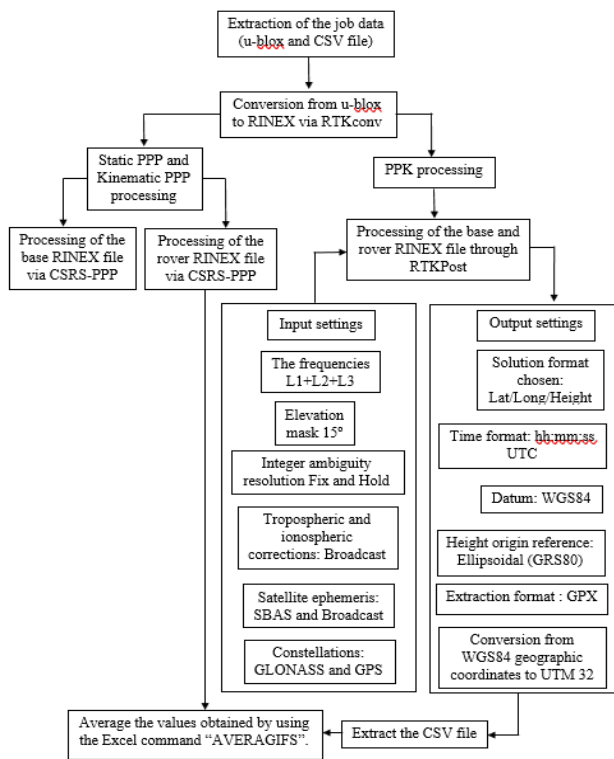 Extraction of the job data
(u-blox and CSV file)
Conversion from u-blox
to RINEX via RTKconv
Static PPP and
Kinematic PPP
processing
PPK processing
Processing of the
base RINEX file
via CSRS-PPP
Processing of the
rover RINEX file
via CSRS-PPP
Processing of the base and
rover RINEX file through
RTKPost
Input settings
The frequencies
L1+L2+L3
Elevation
mask 15º
Integer ambiguity
resolution Fix and Hold
Tropospheric and
ionospheric
corrections: Broadcast
Satellite ephemeris:
SBAS and Broadcast
Constellations:
GLONASS and GPS
Output settings
Solution format
chosen:
Lat/Long/Height
Time format: hh:mm:ss
UTC
Datum: WGS84
Height origin reference:
Ellipsoidal (GRS80)
Extraction format : GPX
Conversion from
WGS84 geographic
coordinates to UTM 32
Extract the CSV file
Average the values obtained by using
the Excel command “AVERAGIFS”.